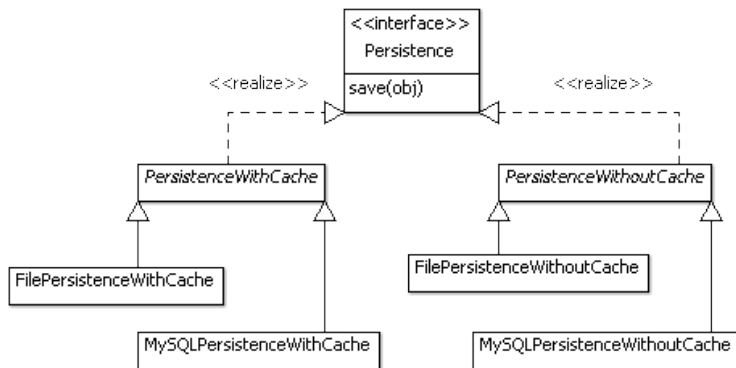 <<interface>>
Persistence
<<realize>>
<<realize>>
save(obj)
PersistenceWithCache
PersistenceWithoutCache
FilePersistenceWithCache
FilePersistenceWithoutCache
MySQLPersistenceWithCache
MySQLPersistenceWithoutCache